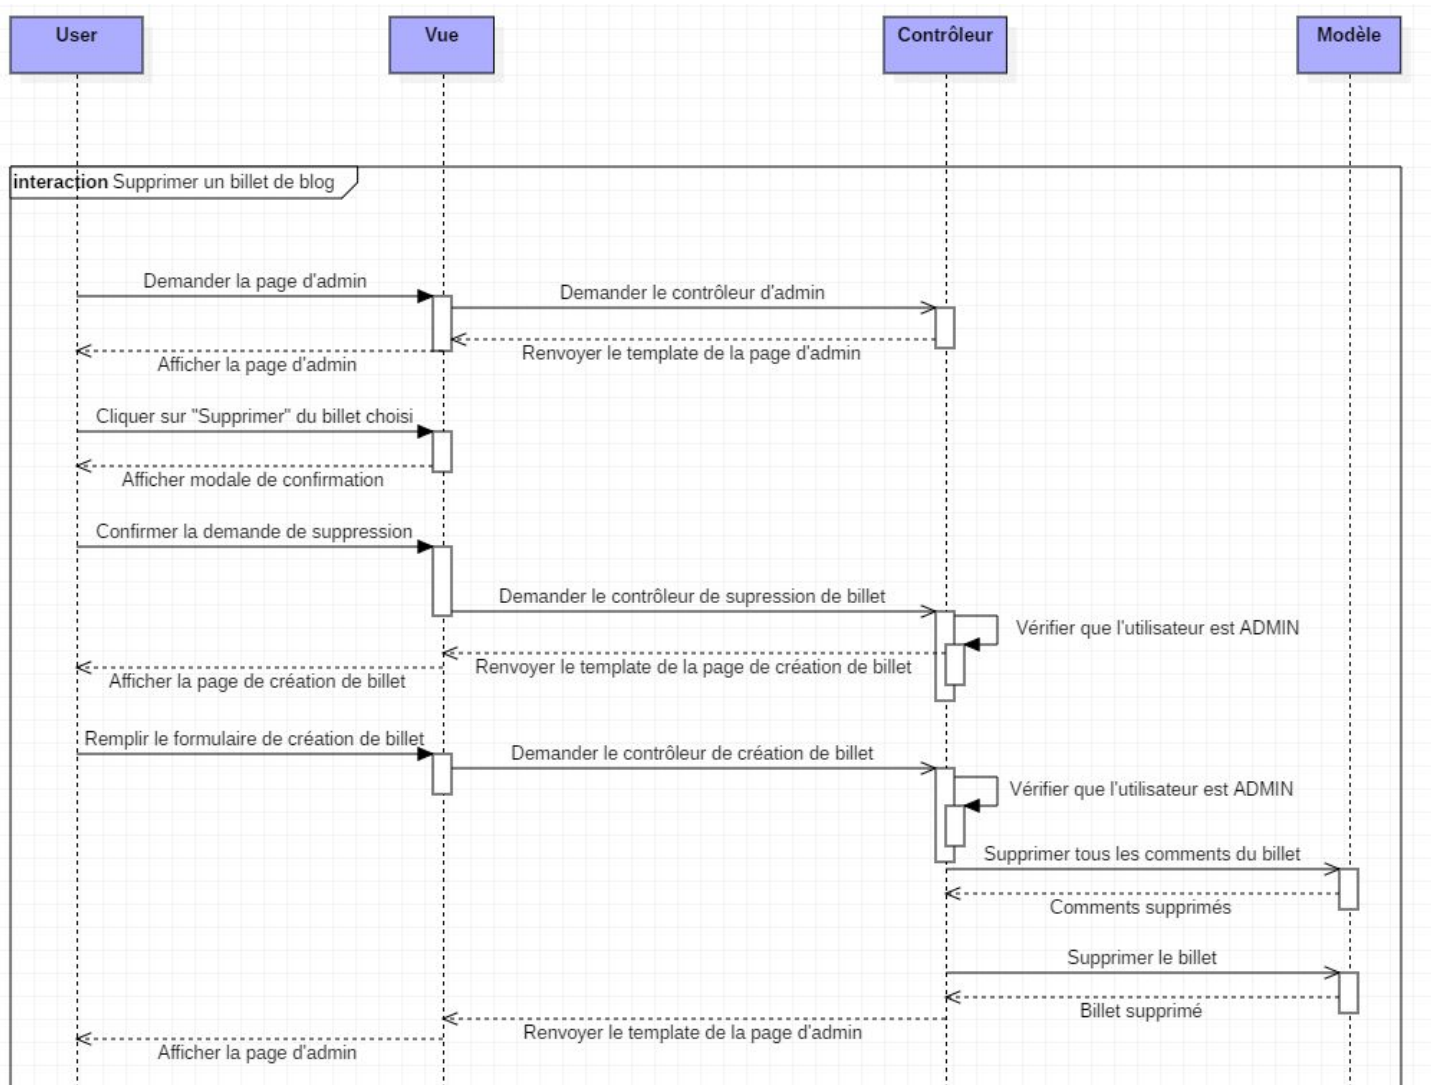 User
Vue
Contrôleur
Modèle
interaction Supprimer un billet de blog
Demander la page d'admin
Demander le contrôleur d'admin
Renvoyer le template de la page d'admin
Afficher la page d'admin
Cliquer sur "Supprimer" du billet choisi
Afficher modale de confirmation
Confirmer la demande de suppression
Demander le contrôleur de supression de billet
Vérifier que l'utilisateur est ADMIN
Renvoyer le template de la page de création de billet
Afficher la page de création de billet
Remplir le formulaire de création de billet
Demander le contrôleur de création de billet
Vérifier que l'utilisateur est ADMIN
Supprimer tous les comments du billet
Comments supprimés
Supprimer le billet
Billet supprimé
Renvoyer le template de la page d'admin
Afficher la page d'admin